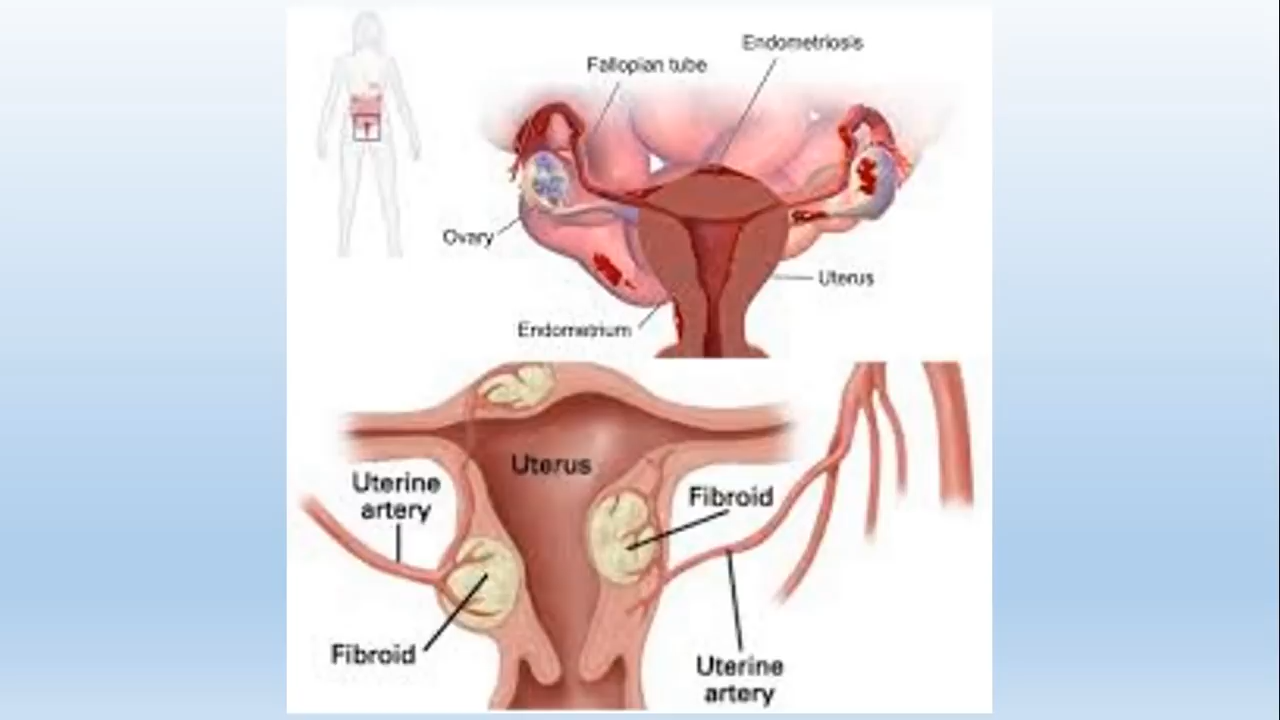 Endometriosis
Fallopian tube
Ovary
Uterus
Endometrium
Uterus
Uterine
artery
Fibroid
Fibroid
Uterine
artery